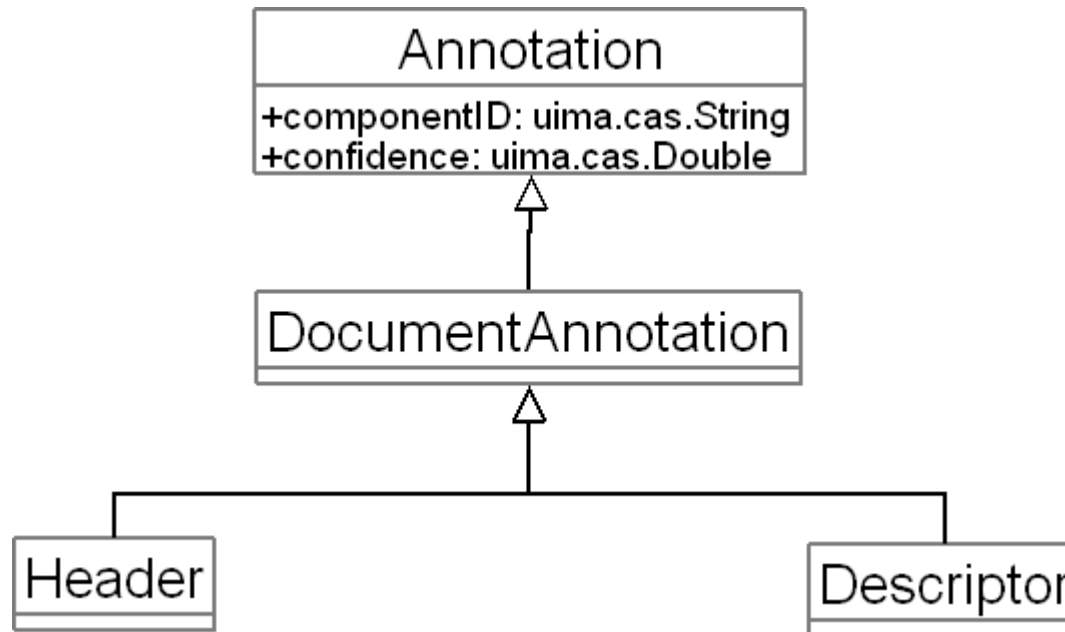 Annotation
+componentID: uima.cas.String
+confidence: uima.cas.Double
DocumentAnnotation
Header
Descriptor